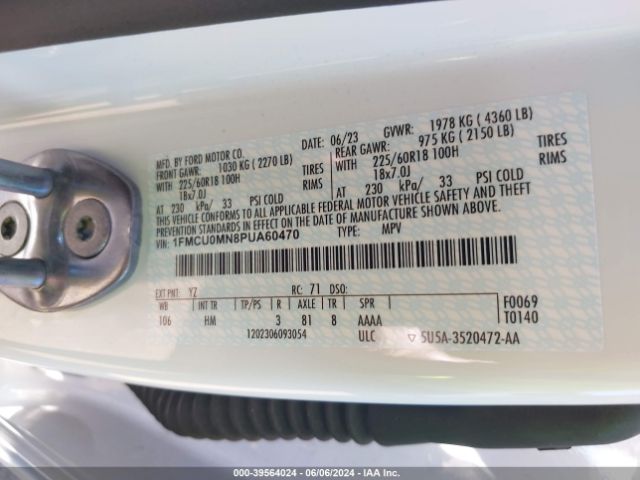 MFD. BY FORD MOTOR CO. DATE: 06/23 GVWR: 1978 KG ( 4360 LB)
FRONT GAWR: 1030 KG ( 2270 LB) REAR GAWR: 975 KG ( 2150 LB)
WITH 225/60R18 100H TIRES WITH 225/60R18 100H TIRES
18x7.0J RIMS 18x7.0J RIMS
AT 230 kPa/ 33 PSI COLD AT 230 kPa/ 33 PSI COLD
THIS VEHICLE CONFORMS TO ALL APPLICABLE FEDERAL MOTOR VEHICLE SAFETY AND THEFT
PREVENTION STANDARDS IN EFFECT ON THE DATE OF MANUFACTURE SHOWN ABOVE.
VIN: 1FMCU0MN8PUA60470 TYPE: MPV
EXT PNT: YZ RC: 71 DSO:
WB INT TR TP/PS R AXLE TR SPR
106 HM 3 81 8 AAAA
F0069
T0140
1202306093054 ULC 5USA-3520472-AA
000-39564024 | 06/06/2024 | IAA Inc.